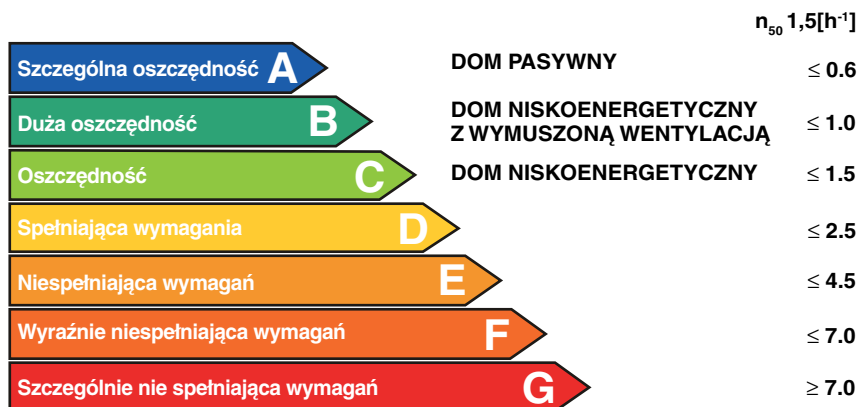 n₅₀ 1,5[h⁻¹]
Szczególna oszczędność A DOM PASYWNY ≤ 0.6
Duża oszczędność B DOM NISKOENERGETYCZNY
Z WYMUSZONĄ WENTYLACJĄ ≤ 1.0
Oszczędność C DOM NISKOENERGETYCZNY ≤ 1.5
Spełniająca wymagania D ≤ 2.5
Niespełniająca wymagań E ≤ 4.5
Wyraźnie niespełniająca wymagań F ≤ 7.0
Szczególnie nie spełniająca wymagań G ≥ 7.0